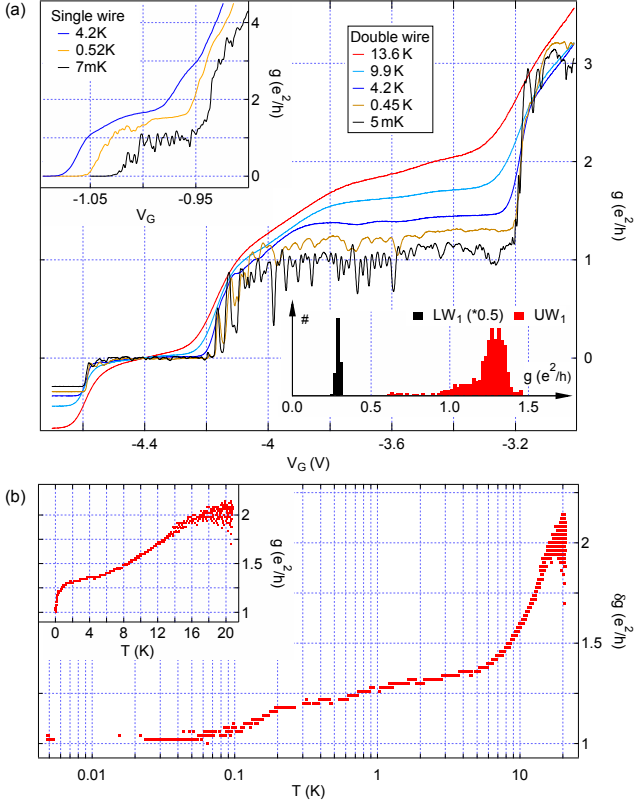 (a)
Single wire
4.2K
0.52K
7mK
4
2
0
g (e²/h)
-1.05
-0.95
V_G
Double wire
13.6 K
9.9 K
4.2 K
0.45 K
5 mK
3
2
1
0
g (e²/h)
#
LW₁ (*0.5)
UW₁
g (e²/h)
0.0
0.5
1.0
1.5
-4.4
-4
-3.6
-3.2
V_G (V)
(b)
2
1.5
1
g (e²/h)
0
4
8
12
16
20
T (K)
2
1.5
1
δg (e²/h)
0.01
0.1
1
10
T (K)